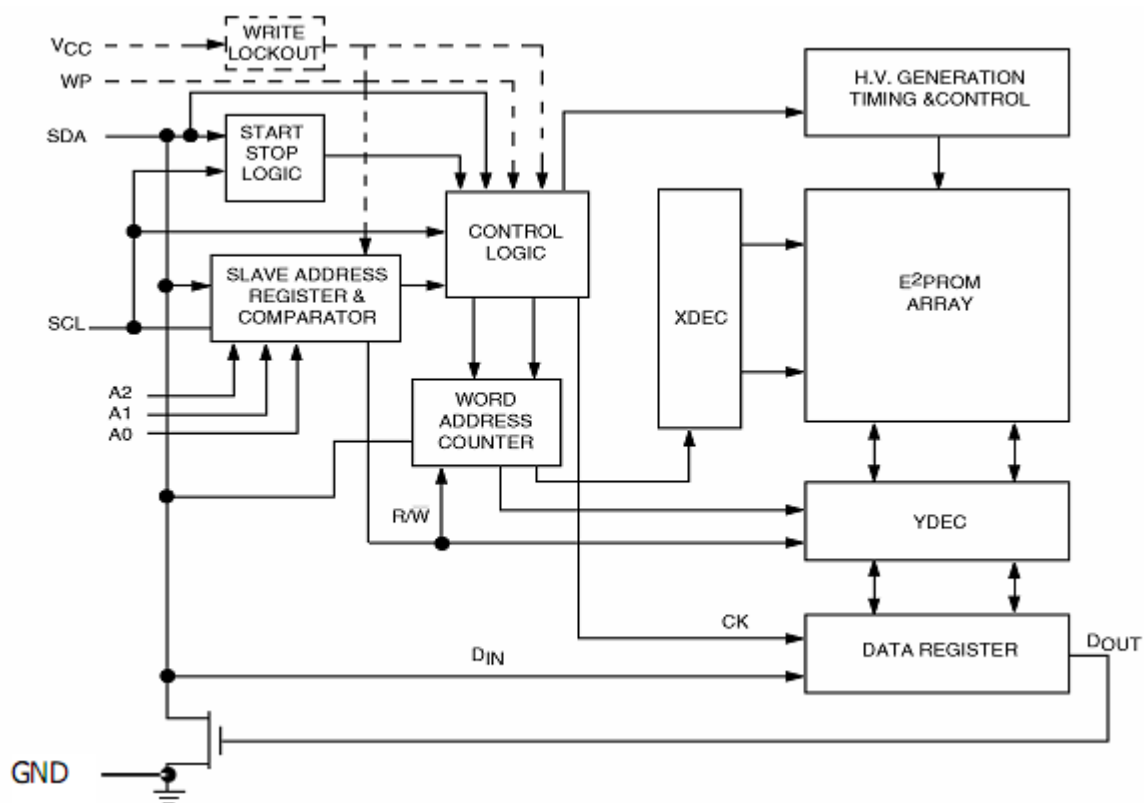 VCC
WRITE
LOCKOUT
WP
H.V. GENERATION
TIMING &CONTROL
SDA
START
STOP
LOGIC
CONTROL
LOGIC
SLAVE ADDRESS
REGISTER &
COMPARATOR
SCL
XDEC
E²PROM
ARRAY
A2
A1
A0
WORD
ADDRESS
COUNTER
R/W̅
YDEC
CK
DIN
DATA REGISTER
DOUT
GND